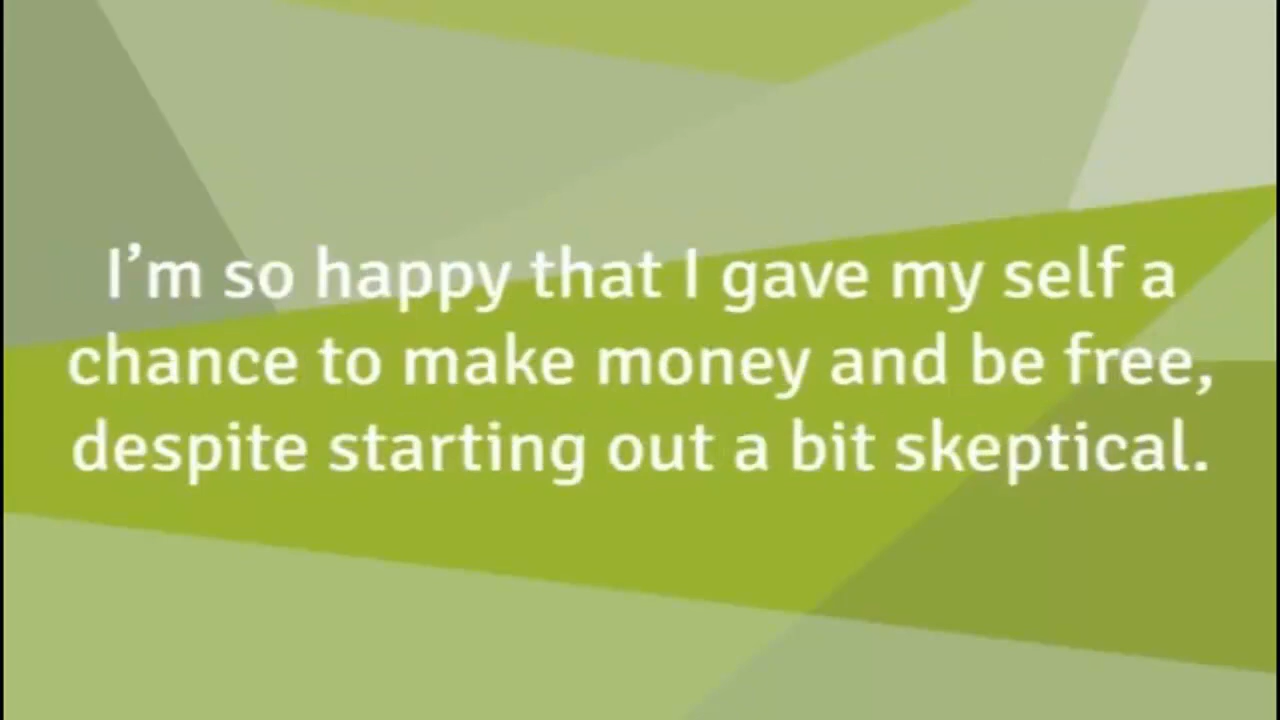 I’m so happy that I gave my self a
chance to make money and be free,
despite starting out a bit skeptical.